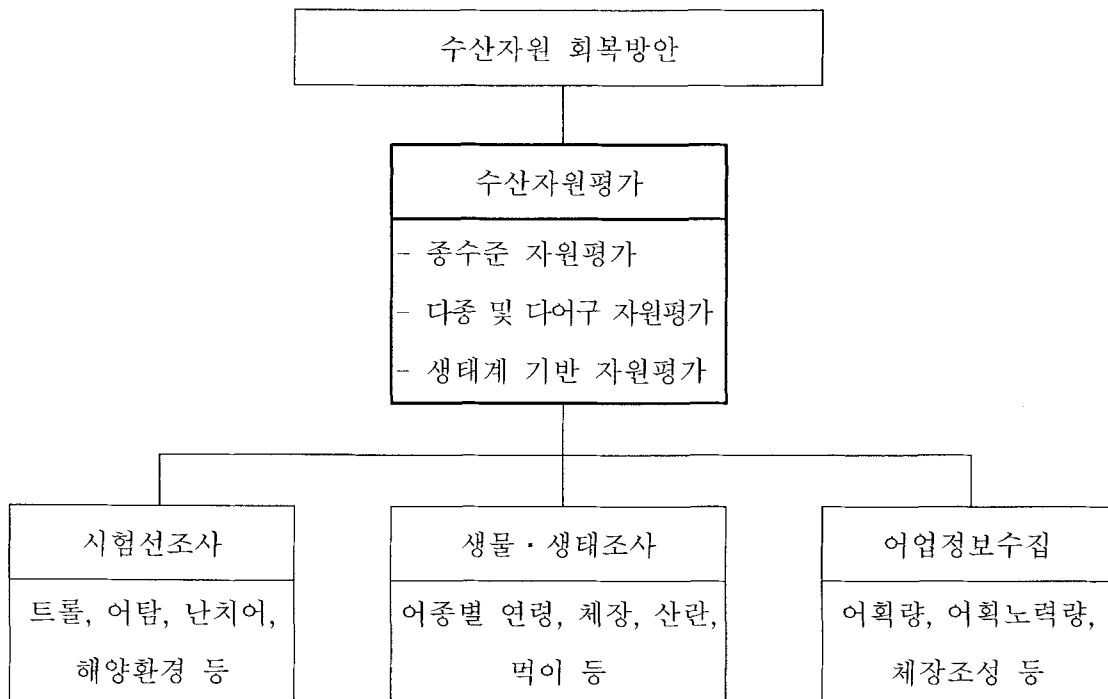 수산자원 회복방안
수산자원평가
- 종수준 자원평가
- 다종 및 다어구 자원평가
- 생태계 기반 자원평가
시험선조사
트롤, 어탐, 난치어,
해양환경 등
생물·생태조사
어종별 연령, 체장, 산란,
먹이 등
어업정보수집
어획량, 어획노력량,
체장조성 등